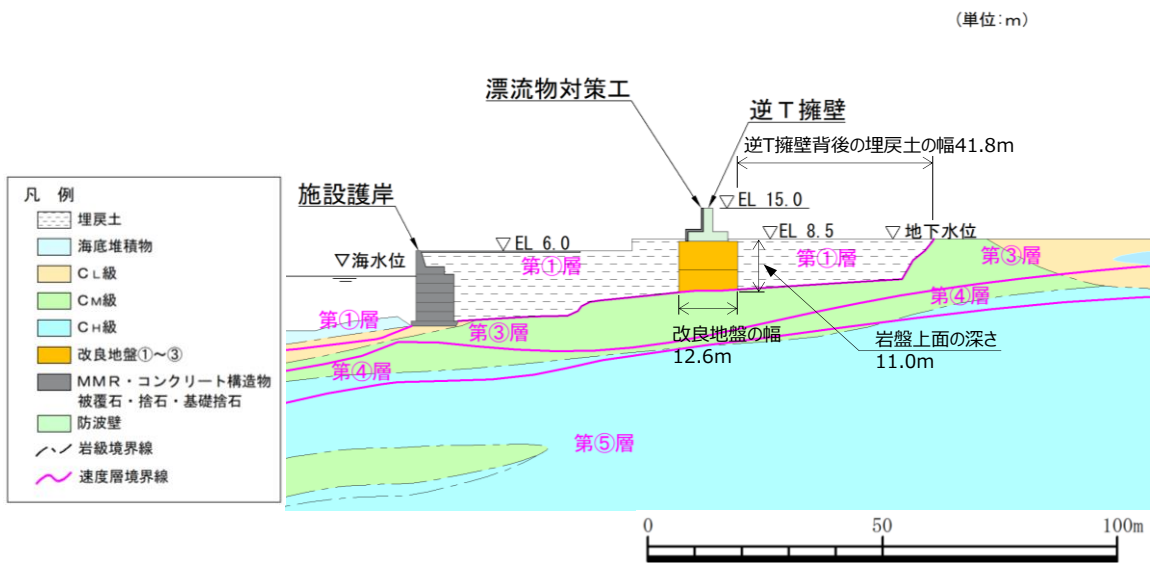 (単位:m)
漂流物対策工
逆T擁壁
逆T擁壁背後の埋戻土の幅41.8m
施設護岸
▽EL 15.0
▽EL 6.0
▽EL 8.5
▽地下水位
▽海水位
第①層
第①層
第③層
第①層
第③層
第④層
第④層
改良地盤の幅
12.6m
岩盤上面の深さ
11.0m
第⑤層
凡 例
埋戻土
海底堆積物
CL級
CM級
CH級
改良地盤①～③
MMR・コンクリート構造物
被覆石・捨石・基礎捨石
防波壁
岩級境界線
速度層境界線
0 50 100m